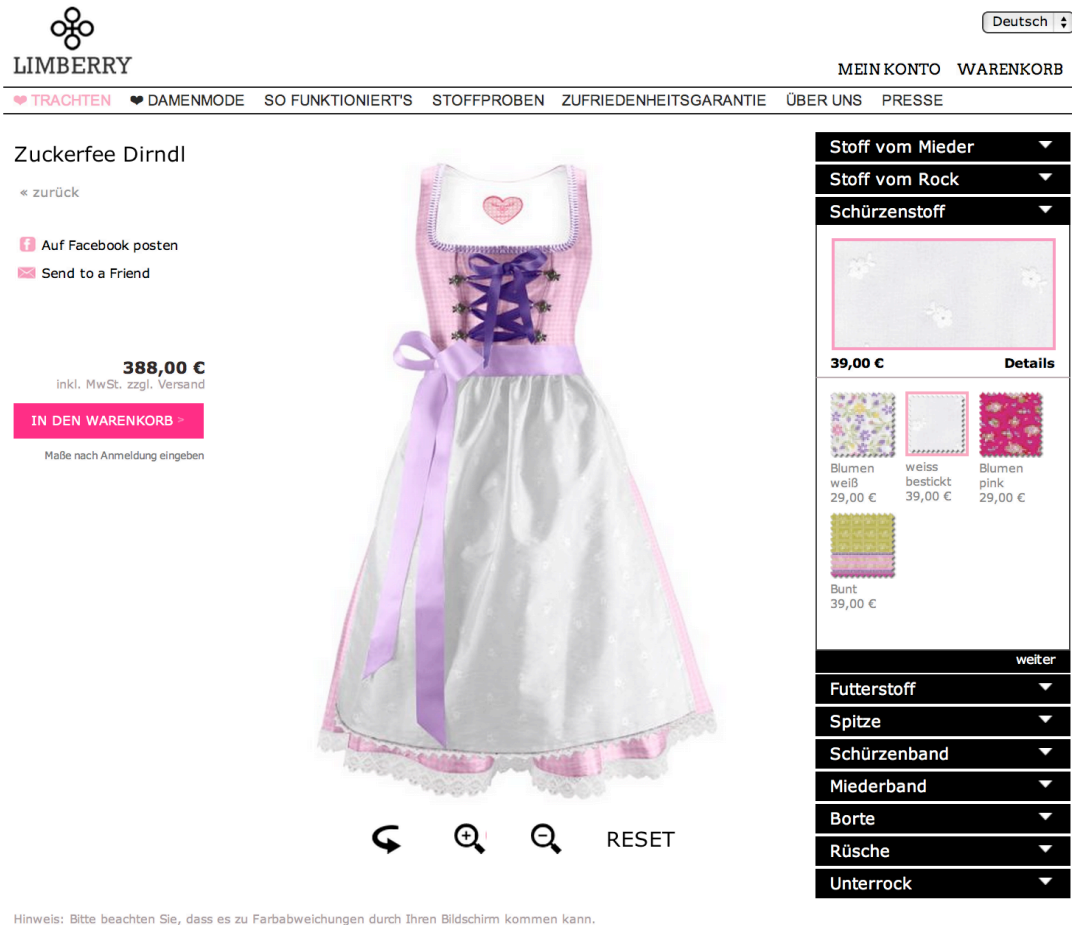 Deutsch
LIMBERRY
MEIN KONTO WARENKORB
TRACHTEN DAMENMODE SO FUNKTIONIERT'S STOFFPROBEN ZUFRIEDENHEITSGARANTIE ÜBER UNS PRESSE
Zuckerfee Dirndl
« zurück
Auf Facebook posten
Send to a Friend
388,00 €
inkl. MwSt. zzgl. Versand
IN DEN WARENKORB >
Maße nach Anmeldung eingeben
RESET
Stoff vom Mieder
Stoff vom Rock
Schürzenstoff
39,00 € Details
Blumen
weiß
29,00 €
weiss
bestickt
39,00 €
Blumen
pink
29,00 €
Bunt
39,00 €
weiter
Futterstoff
Spitze
Schürzenband
Miederband
Borte
Rüsche
Unterrock
Hinweis: Bitte beachten Sie, dass es zu Farbabweichungen durch Ihren Bildschirm kommen kann.